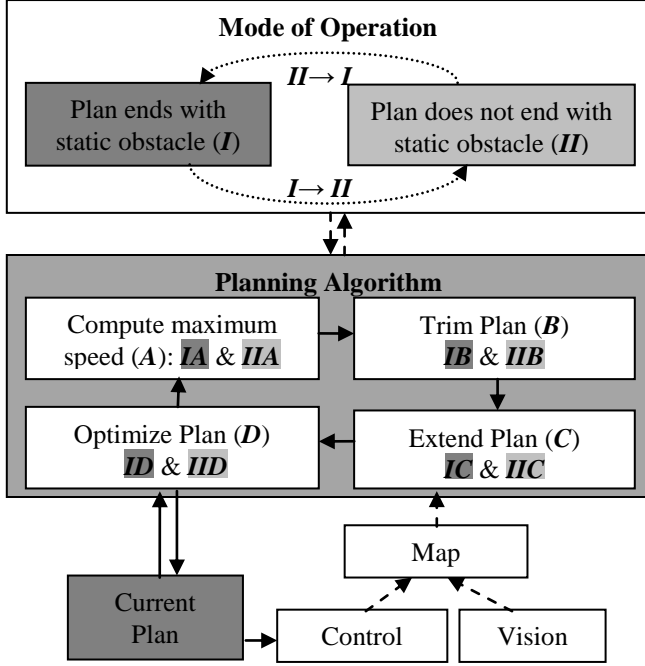 Mode of Operation
II→ I
Plan ends with
static obstacle (I)
Plan does not end with
static obstacle (II)
I→ II
Planning Algorithm
Compute maximum
speed (A): IA & IIA
Trim Plan (B)
IB & IIB
Optimize Plan (D)
ID & IID
Extend Plan (C)
IC & IIC
Map
Current
Plan
Control
Vision